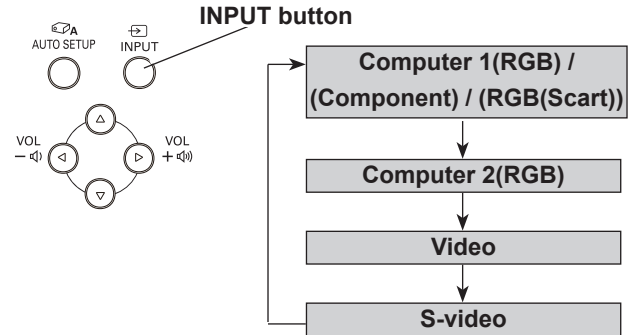 INPUT button
A
AUTO SETUP
INPUT
VOL
−
VOL
+
Computer 1(RGB) /
(Component) / (RGB(Scart))
Computer 2(RGB)
Video
S-video